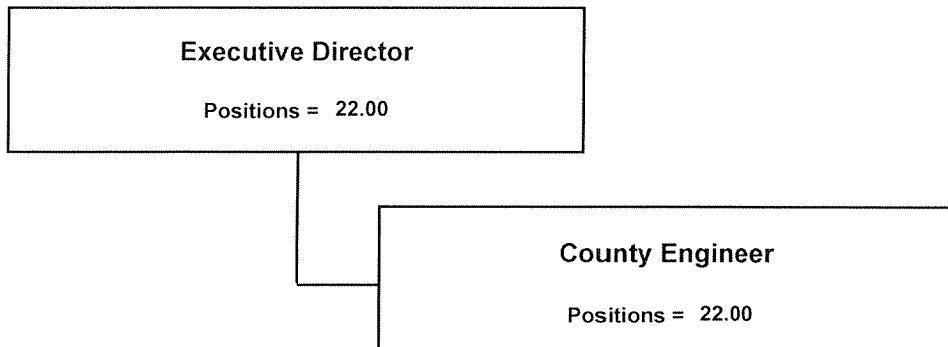 Executive Director
Positions = 22.00
County Engineer
Positions = 22.00